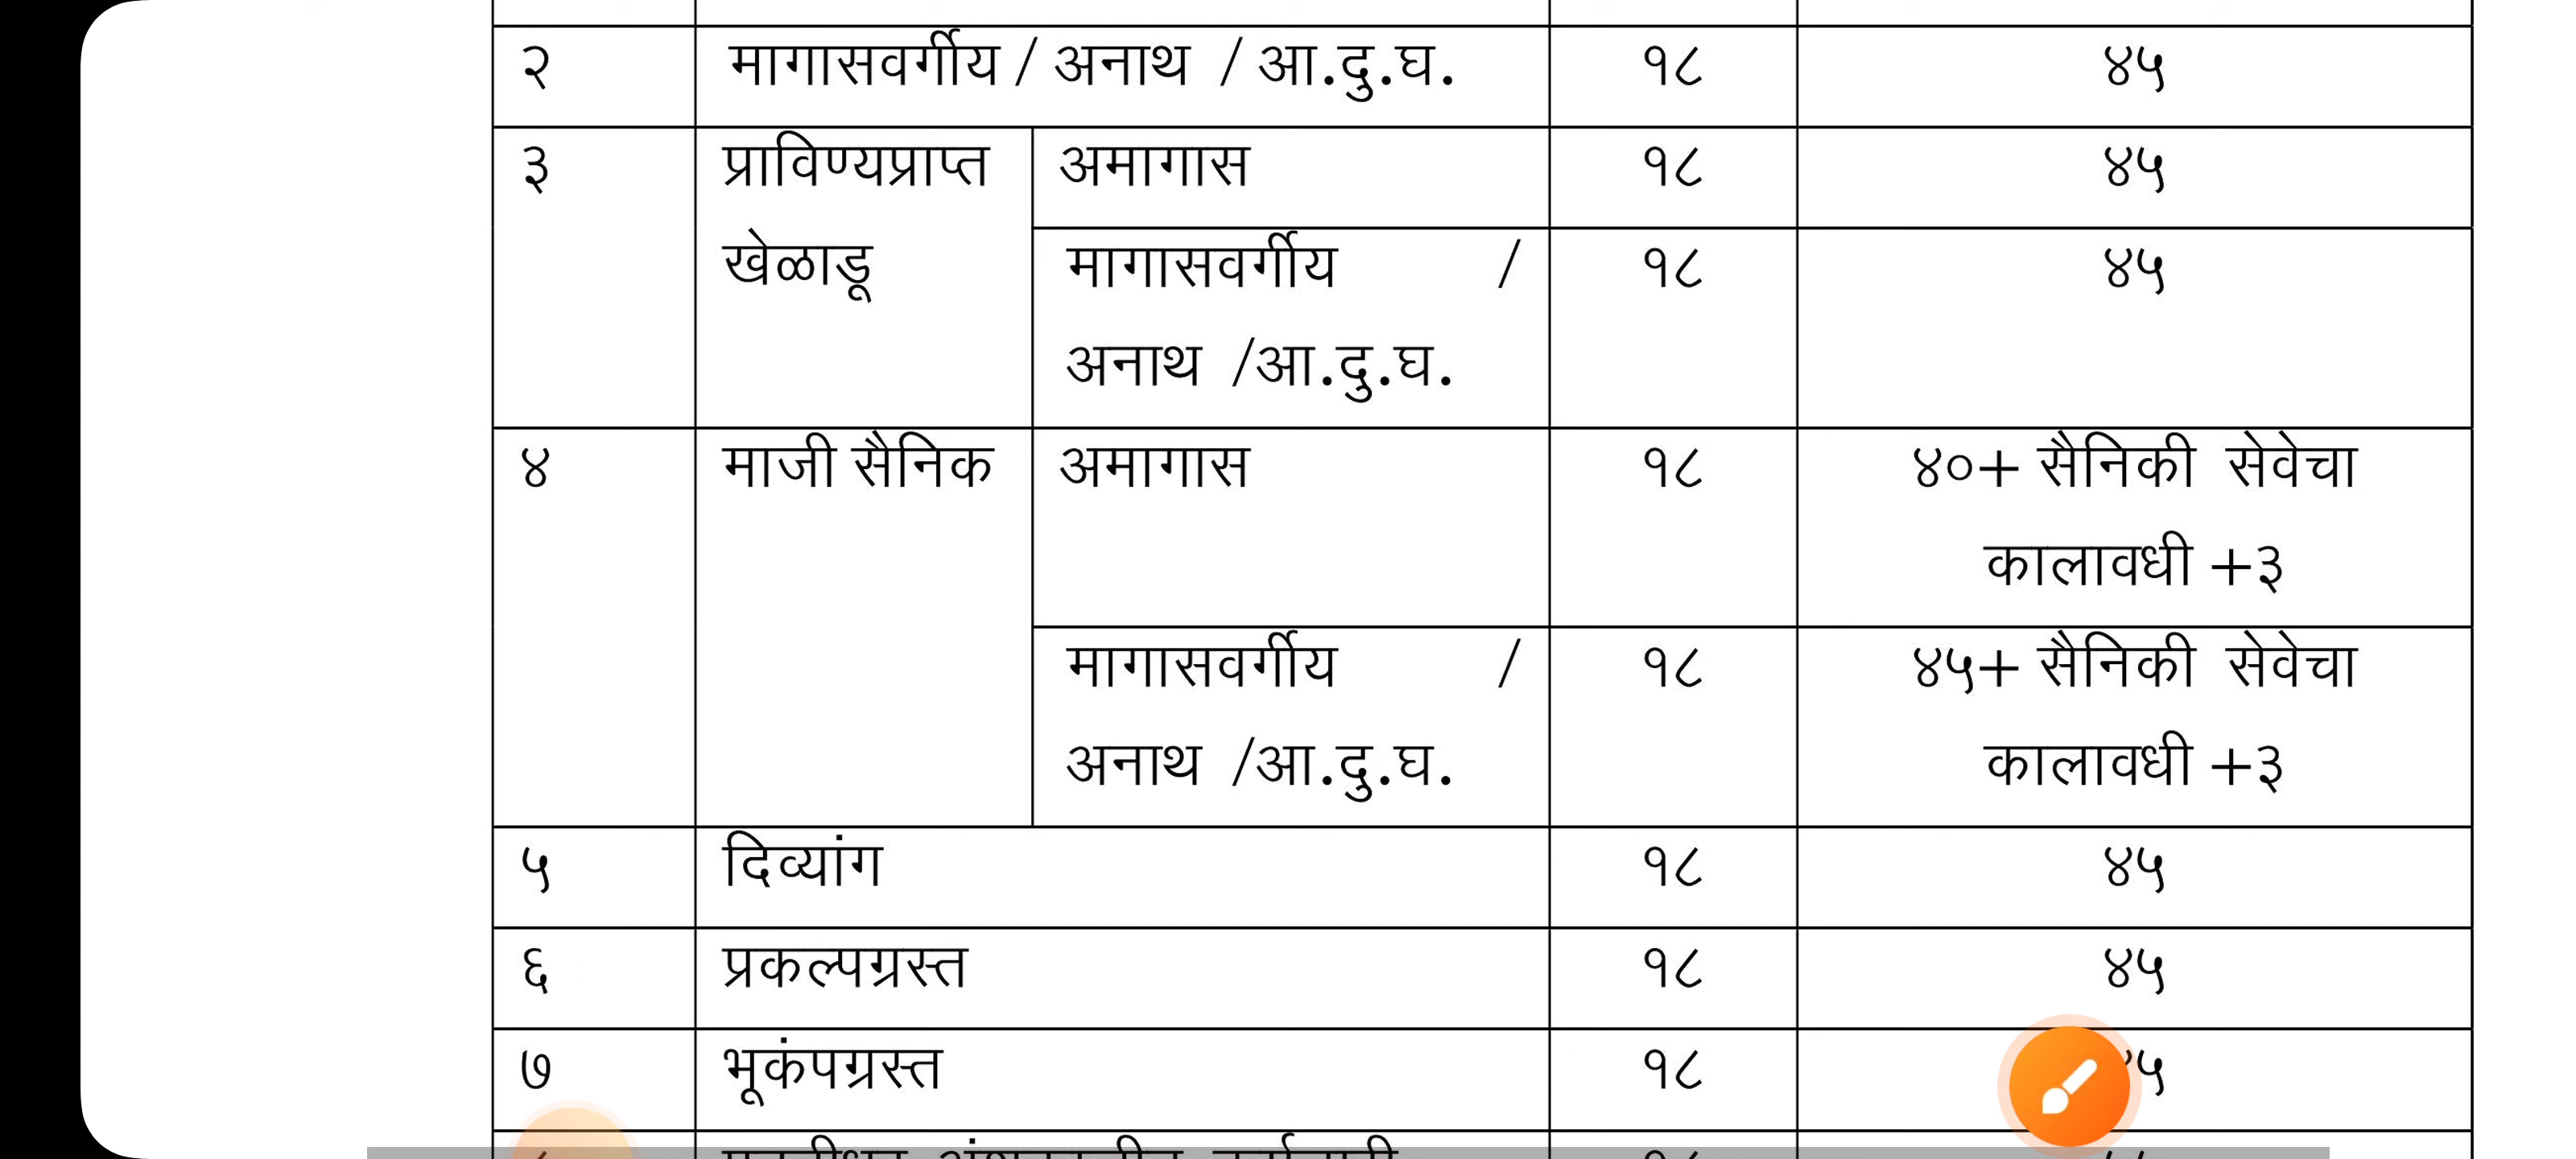 २ मागासवर्गीय / अनाथ / आ.दु.घ. १८ ४५
३ प्राविण्यप्राप्त अमागास १८ ४५
खेळाडू मागासवर्गीय / १८ ४५
अनाथ /आ.दु.घ.
४ माजी सैनिक अमागास १८ ४०+ सैनिकी सेवेचा
कालावधी +३
मागासवर्गीय / १८ ४५+ सैनिकी सेवेचा
अनाथ /आ.दु.घ. कालावधी +३
५ दिव्यांग १८ ४५
६ प्रकल्पग्रस्त १८ ४५
७ भूकंपग्रस्त १८